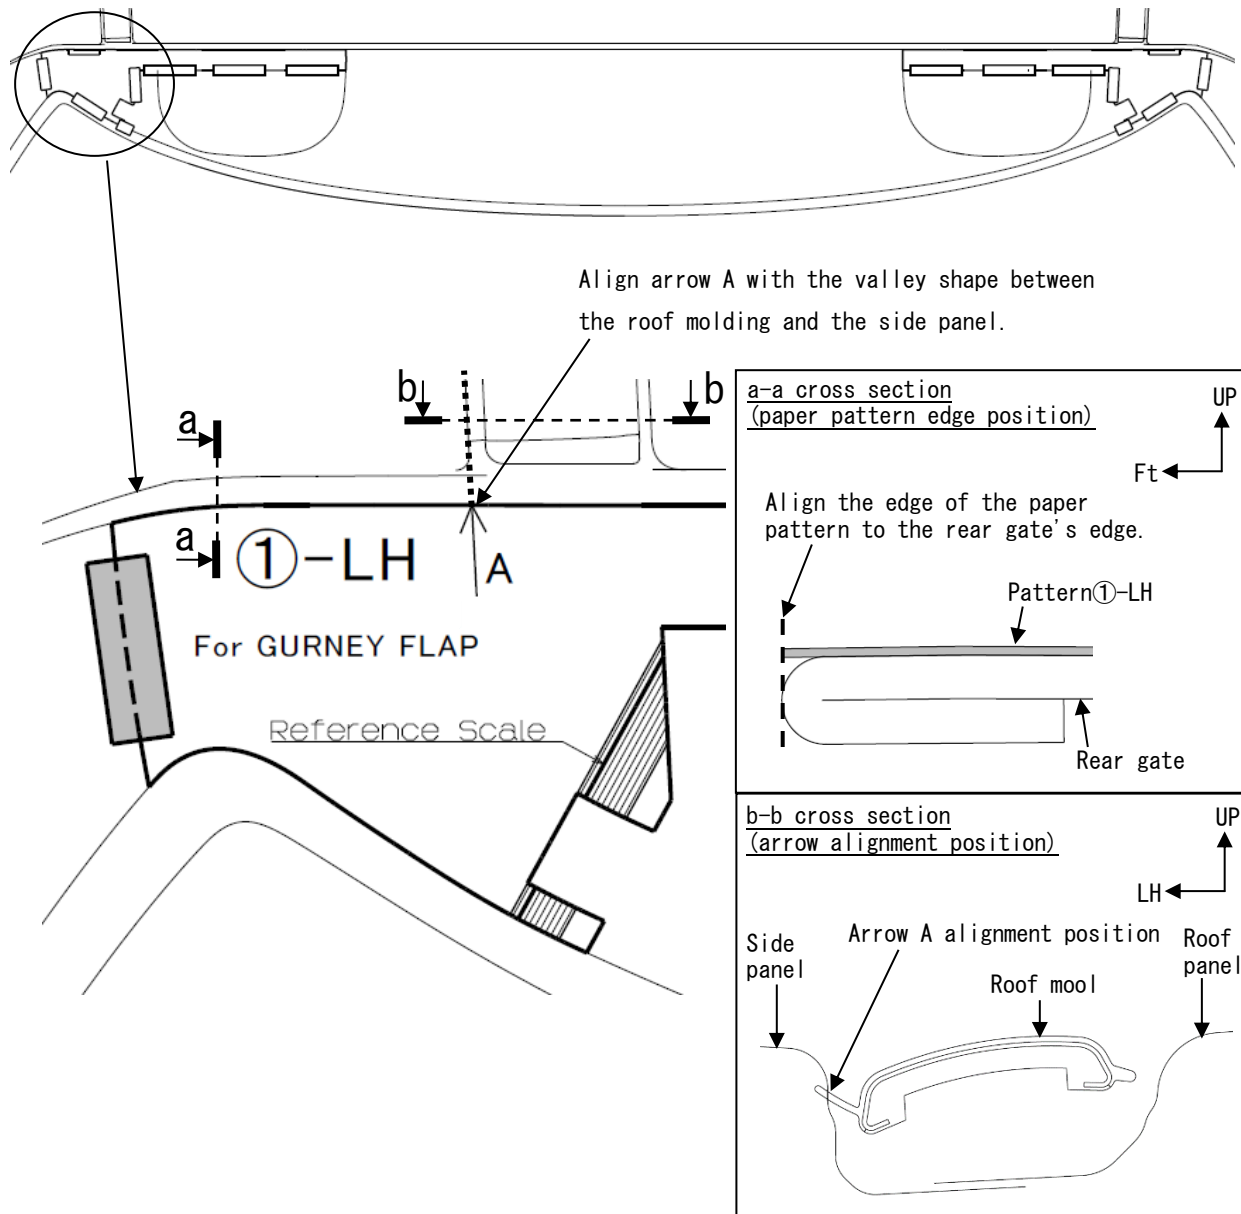 Align arrow A with the valley shape between
the roof molding and the side panel.
b
b
a
a
①-LH
A
For GURNEY FLAP
Reference Scale
a-a cross section
(paper pattern edge position)
UP
Ft
Align the edge of the paper
pattern to the rear gate's edge.
Pattern①-LH
Rear gate
b-b cross section
(arrow alignment position)
UP
LH
Side
panel
Arrow A alignment position
Roof
panel
Roof mool